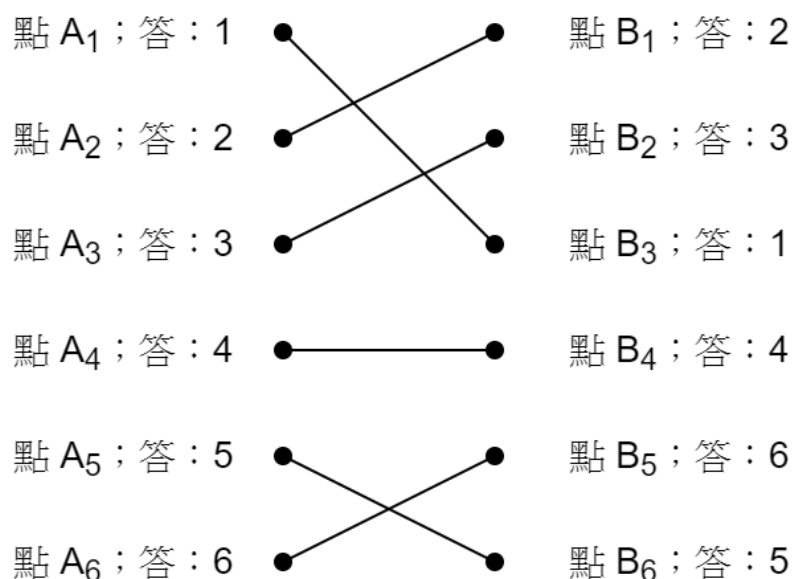 點 A₁；答：1
點 B₁；答：2
點 A₂；答：2
點 B₂；答：3
點 A₃；答：3
點 B₃；答：1
點 A₄；答：4
點 B₄；答：4
點 A₅；答：5
點 B₅；答：6
點 A₆；答：6
點 B₆；答：5